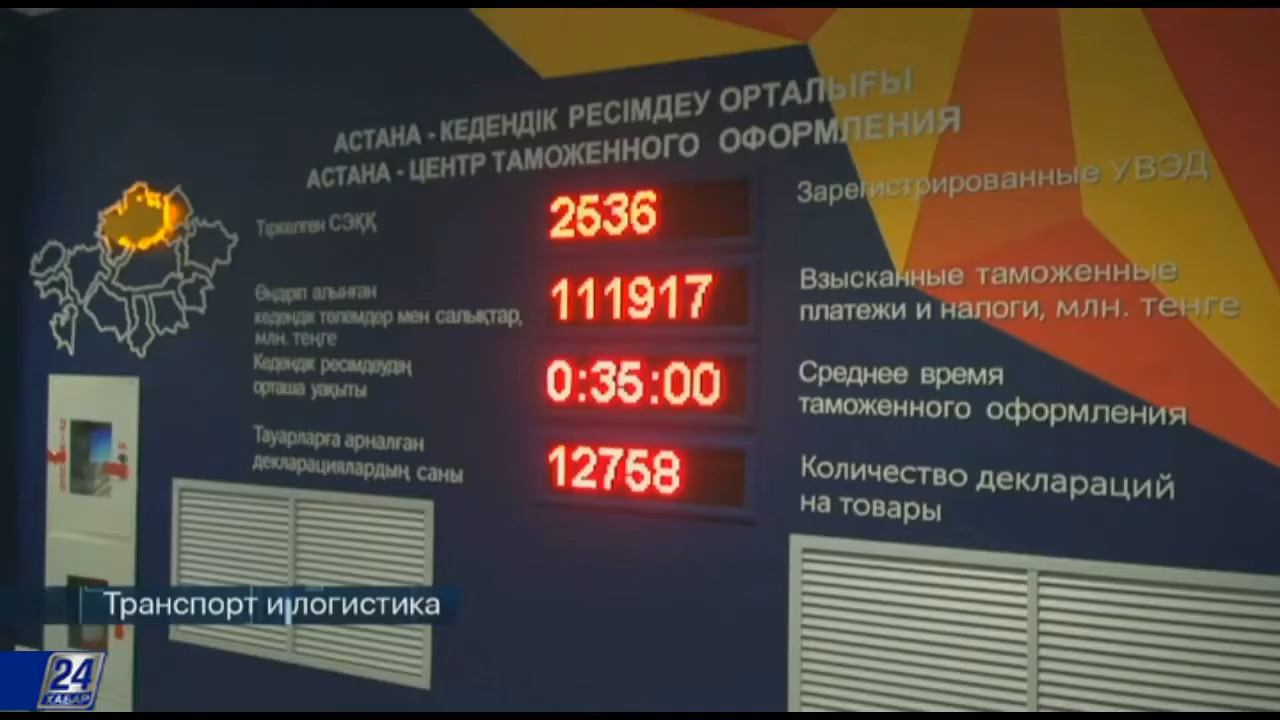 АСТАНА - КЕДЕНДІК РЕСІМДЕУ ОРТАЛЫҒЫ
АСТАНА - ЦЕНТР ТАМОЖЕННОГО ОФОРМЛЕНИЯ
Тіркелген СЭҚҚ
2536
Зарегистрированные УВЭД
Өндіріп алынған
кедендік төлемдер мен салықтар,
млн. теңге
111917
Взысканные таможенные
платежи и налоги, млн. теңге
Кедендік ресімдеудің
орташа уақыты
0:35:00
Среднее время
таможенного оформления
Тауарларға арналған
декларациялардың саны
12758
Количество деклараций
на товары
Транспорт и логистика
24
ХАБАР